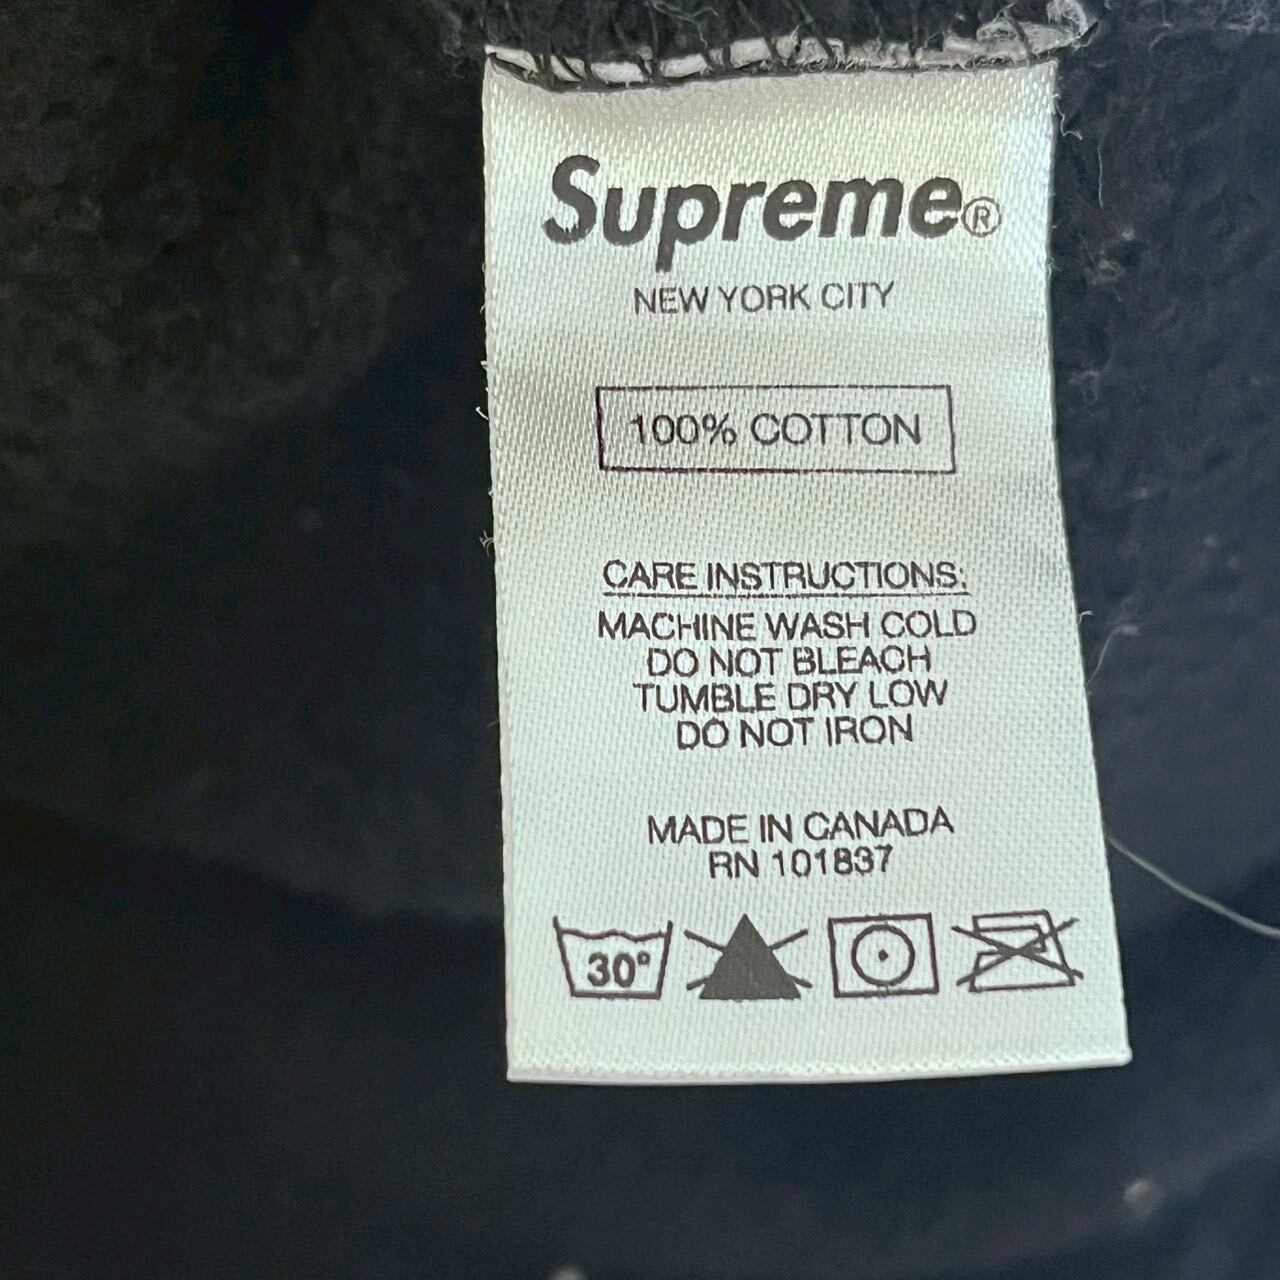 Supreme®
NEW YORK CITY
100% COTTON
CARE INSTRUCTIONS:
MACHINE WASH COLD
DO NOT BLEACH
TUMBLE DRY LOW
DO NOT IRON
MADE IN CANADA
RN 101837
30°